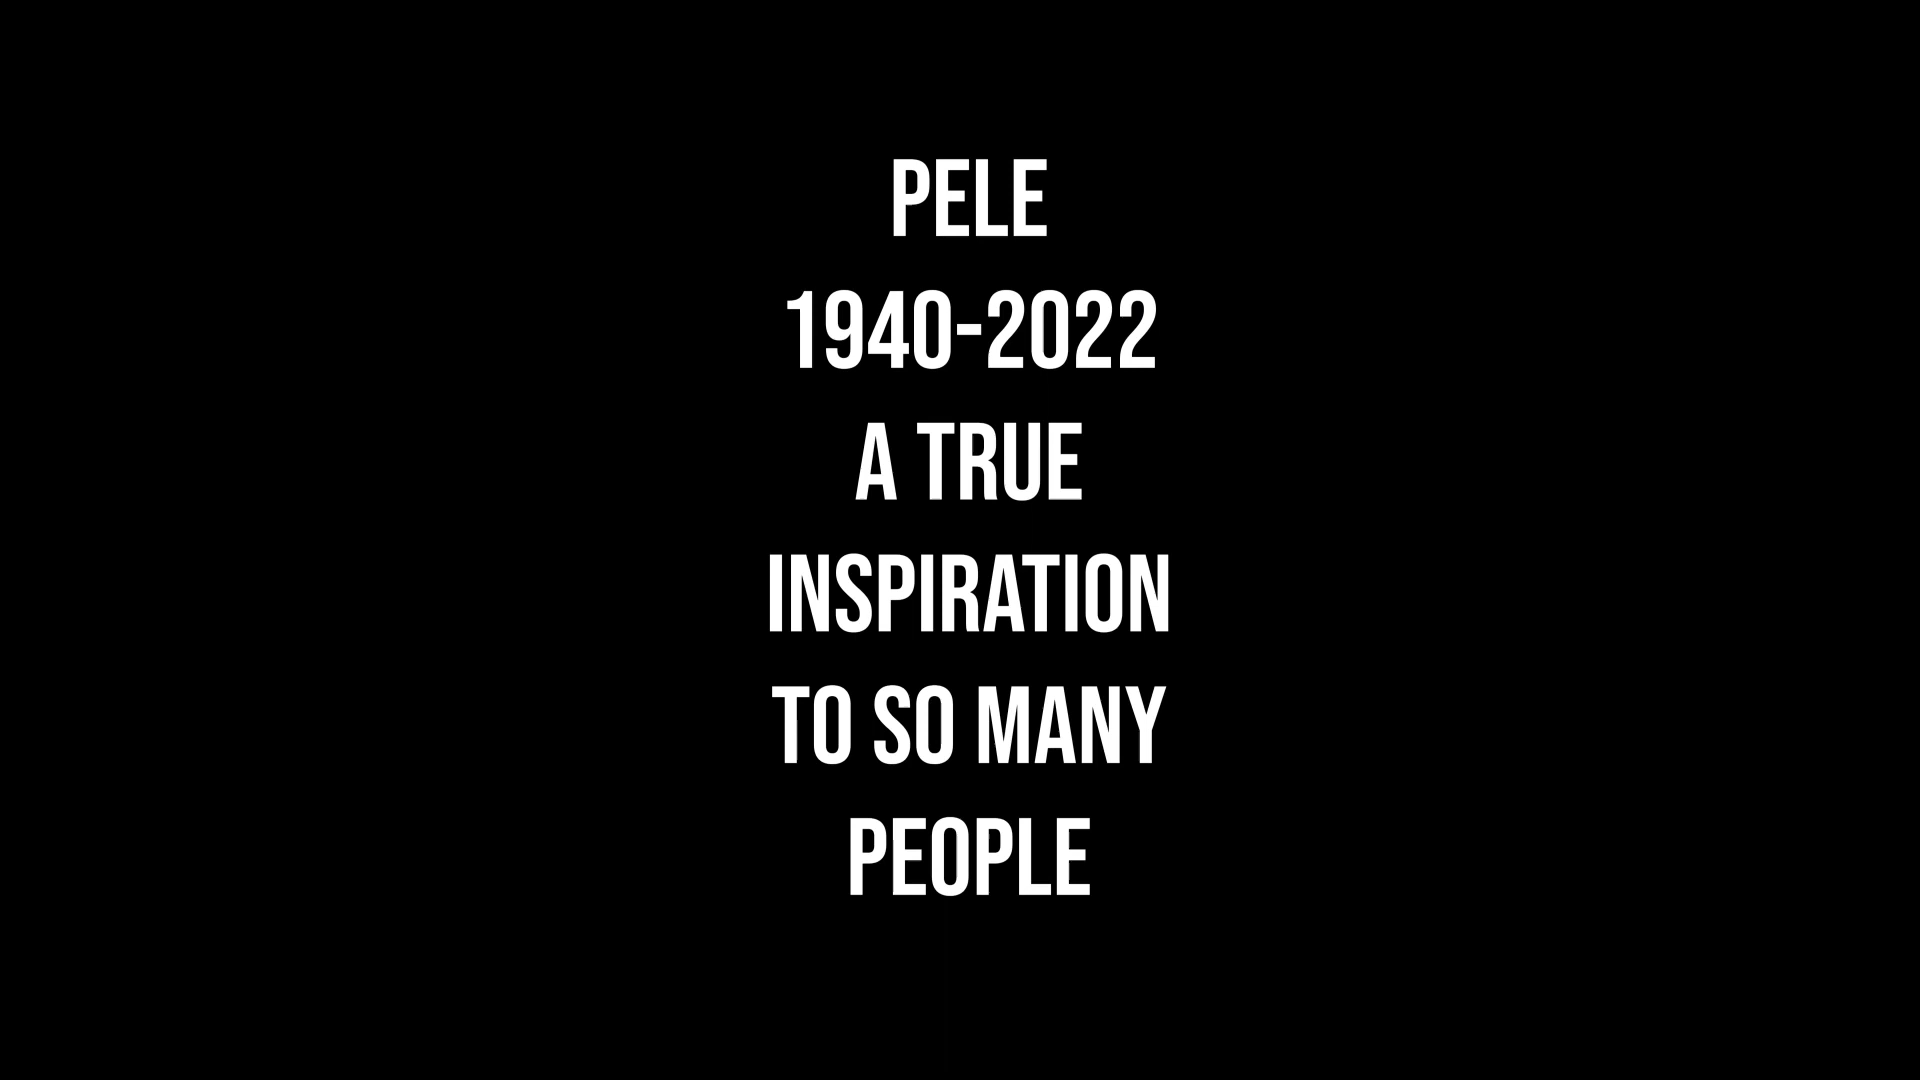 PELE
1940-2022
A TRUE
INSPIRATION
TO SO MANY
PEOPLE